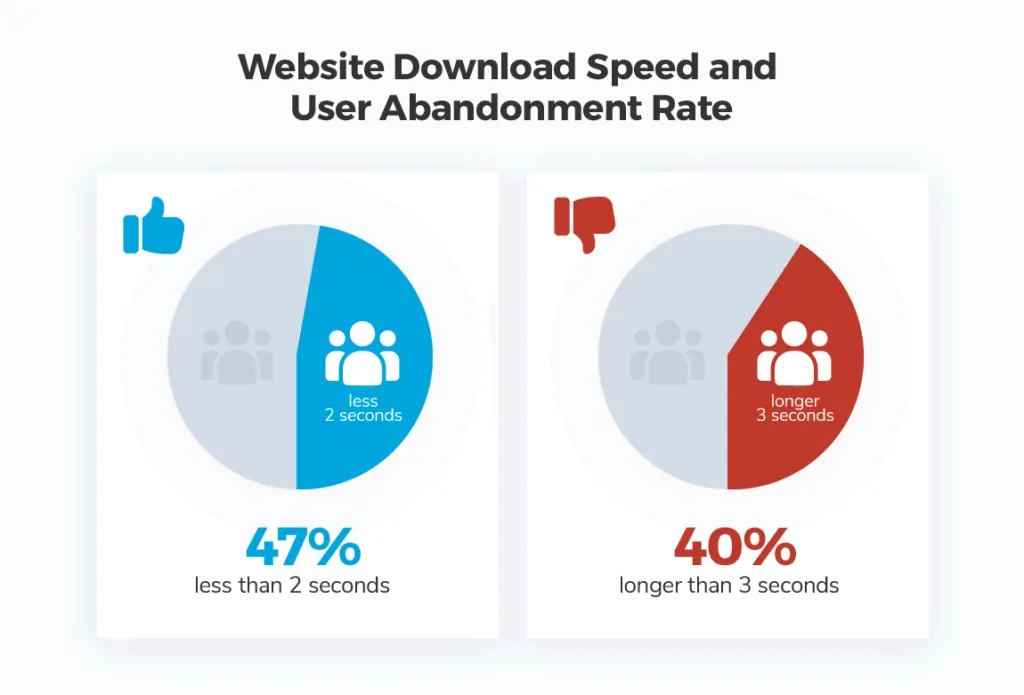 Website Download Speed and
User Abandonment Rate
less
2 seconds
47%
less than 2 seconds
longer
3 seconds
40%
longer than 3 seconds